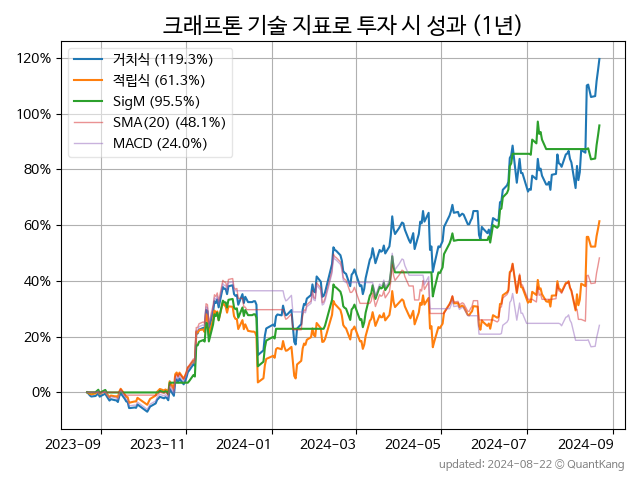 크래프톤 기술 지표로 투자 시 성과 (1년)
거치식 (119.3%)
적립식 (61.3%)
SigM (95.5%)
SMA(20) (48.1%)
MACD (24.0%)
120%
100%
80%
60%
40%
20%
0%
2023-09 2023-11 2024-01 2024-03 2024-05 2024-07 2024-09
updated: 2024-08-22 © QuantKang